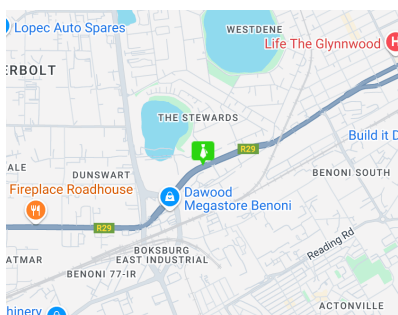 WESTDENE
Lopec Auto Spares
Life The Glynnwood
H
ERBOLT
THE STEWARDS
Build it D
R29
ALE
DUNSWART
BENONI SOUTH
Fireplace Roadhouse
Dawood
Megastore Benoni
R29
Reading Rd
BOKSBURG
EAST INDUSTRIAL
ATMAR
BENONI 77-IR
ACTONVILLE
hinery